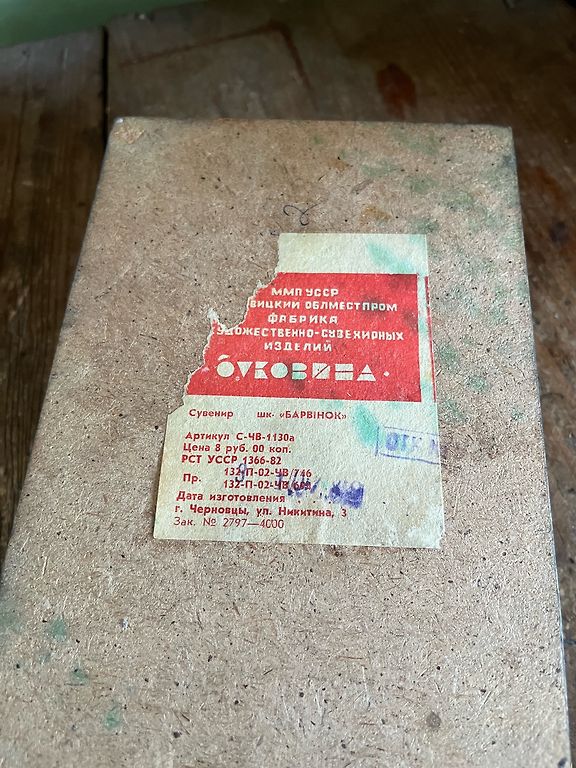 ММП УССР
ВИЦКИЙ ОБЛМЕСТПРОМ
ФАБРИКА
УДОЖЕСТВЕННО-СУВЕНИРНЫХ
ИЗДЕЛИЙ
БУКОВИНА
Сувенир шк. «БАРВІНОК»
Артикул С-ЧВ-1130а
Цена 8 руб. 00 коп.
РСТ УССР 1366-82
Пр. 132-П-02-ЧВ/746
132-П-02-ЧВ
Дата изготовления
г. Черновцы, ул. Никитина, 3
Зак. № 2797—4000